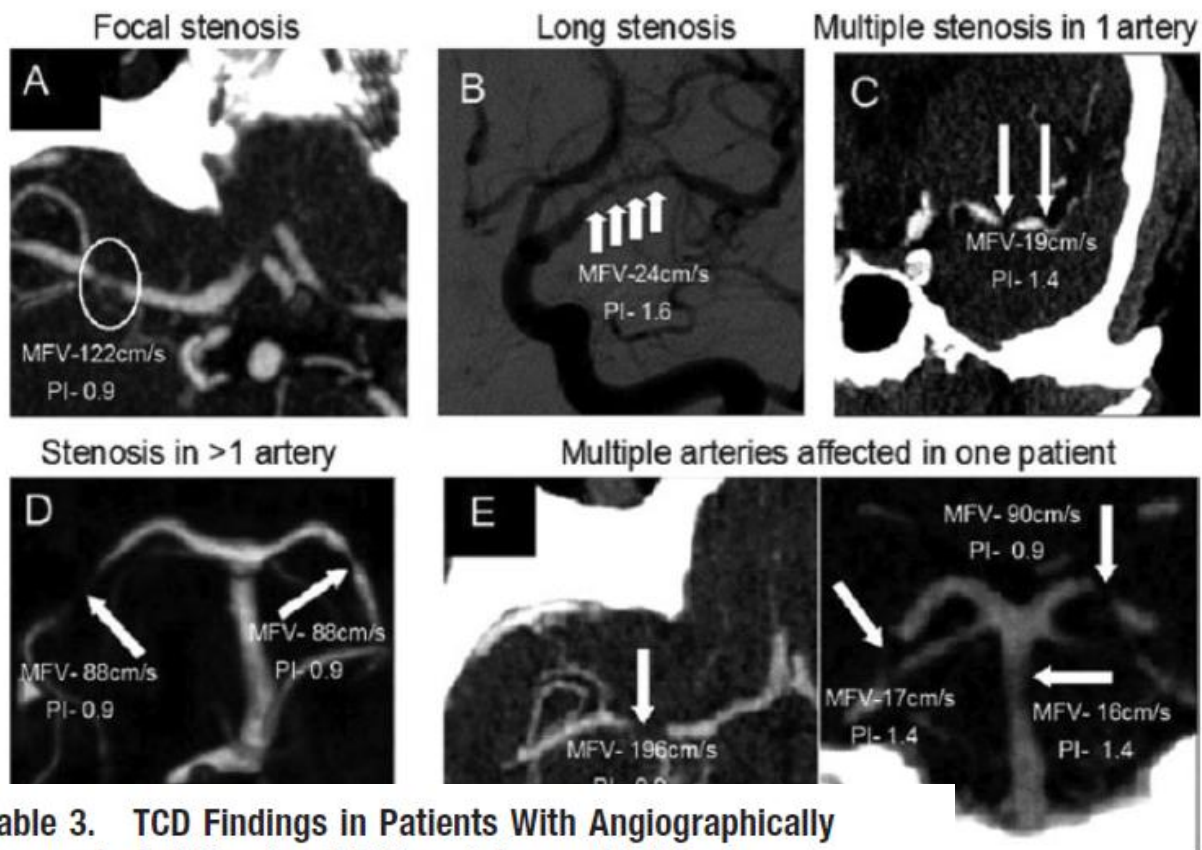 Focal stenosis
Long stenosis
Multiple stenosis in 1 artery
A
MFV-122cm/s
PI- 0.9
B
MFV-24cm/s
PI- 1.6
C
MFV-19cm/s
PI- 1.4
Stenosis in >1 artery
Multiple arteries affected in one patient
D
MFV- 88cm/s
PI- 0.9
MFV- 88cm/s
PI- 0.9
E
MFV- 196cm/s
MFV- 90cm/s
PI- 0.9
MFV-17cm/s
PI- 1.4
MFV- 16cm/s
PI- 1.4
able 3. TCD Findings in Patients With Angiographically